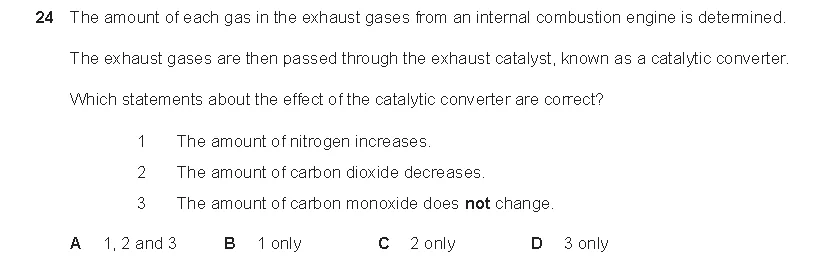 24 The amount of each gas in the exhaust gases from an internal combustion engine is determined.
The exhaust gases are then passed through the exhaust catalyst, known as a catalytic converter.
Which statements about the effect of the catalytic converter are correct?
1 The amount of nitrogen increases.
2 The amount of carbon dioxide decreases.
3 The amount of carbon monoxide does not change.
A 1, 2 and 3 B 1 only C 2 only D 3 only